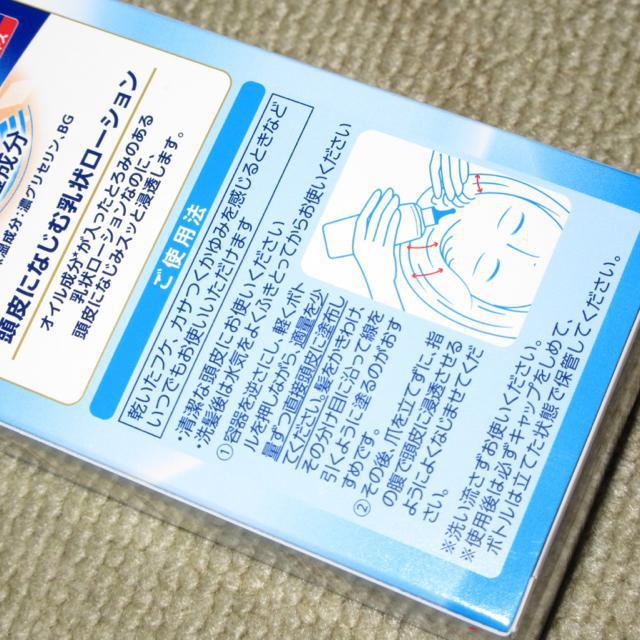 成分
保湿成分:濃グリセリン、BG
頭皮になじむ乳状ローション
オイル成分が入ったとろみのある
乳状ローションなのに、
頭皮になじみスッと浸透します。
ご使用法
乾いたフケ、カサつくかゆみを感じるときなど
いつでもお使いいただけます
・清潔な頭皮にお使いください
洗髪後は水気をよくふきとってからお使いください
①容器をさかさにし、軽くボト
ルを押しながら、適量を少
量ずつ直接頭皮に塗布し
てください。髪をかきわけ、
その分け目に沿って線を
引くように塗るのがおす
すめです。
②その後、爪を立てずに、指
の腹で頭皮に浸透させる
ようによくなじませてくだ
さい。
※洗い流さずお使いください。
※使用後は必ずキャップをしめて、
ボトルは立てた状態で保管してください。